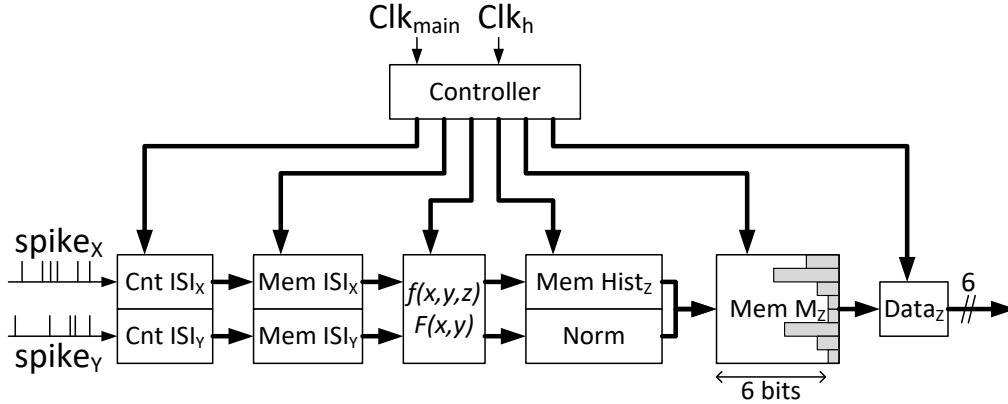 Clk_main Clk_h
Controller
spike_X
Cnt ISI_X Mem ISI_X f(x,y,z) Mem Hist_Z
Mem M_Z Data_Z 6
Cnt ISI_Y Mem ISI_Y F(x,y) Norm
spike_Y
6 bits